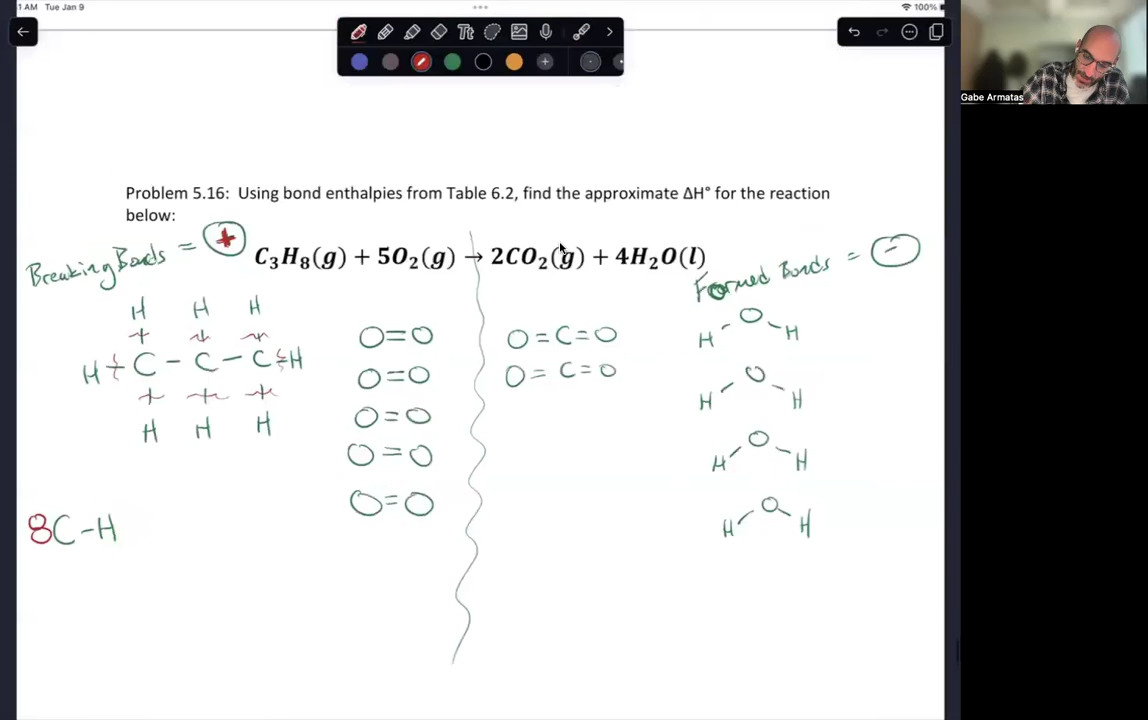 1 AM Tue Jan 9
100%
Tt
Gabe Armatas
Problem 5.16: Using bond enthalpies from Table 6.2, find the approximate ΔH° for the reaction
below:
Breaking Bonds = +
C₃H₈(g) + 5O₂(g) → 2CO₂(g) + 4H₂O(l)
Formed Bonds = -
H H H
H - C - C - C - H
H H H
O=O
O=O
O=O
O=O
O=O
O=C=O
O=C=O
H - O - H
H - O - H
H - O - H
H - O - H
8C-H